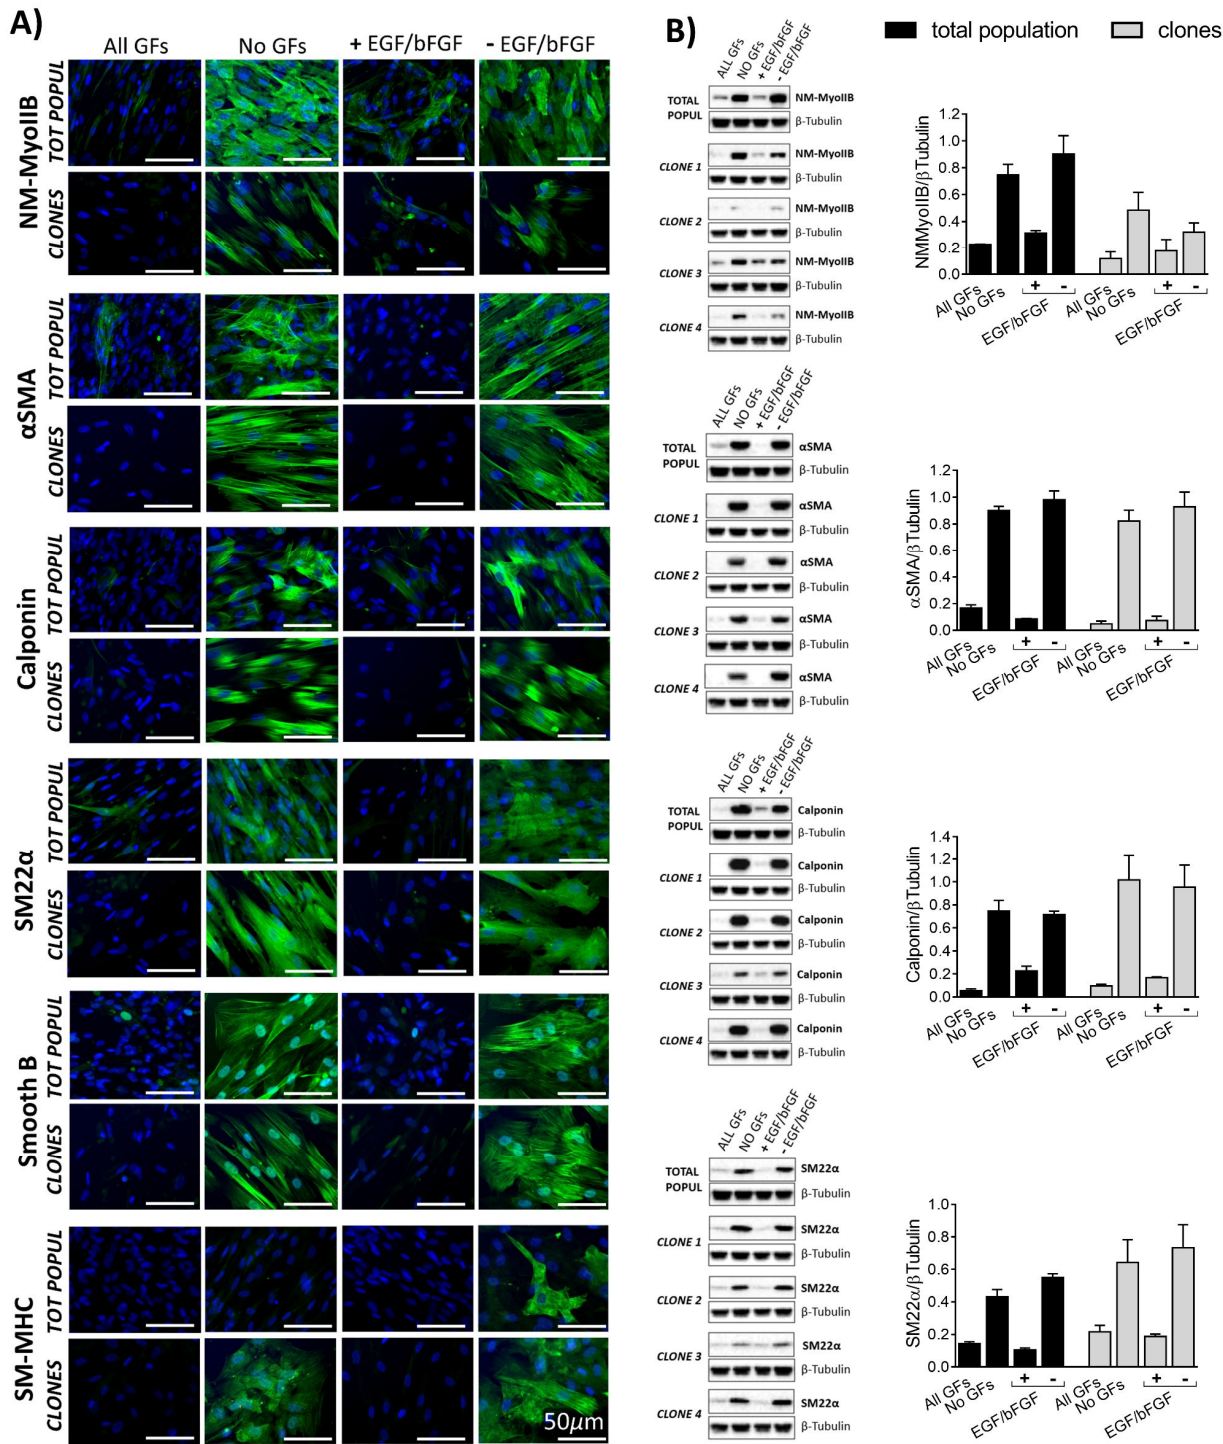 A)
All GFs
No GFs
+ EGF/bFGF
- EGF/bFGF
NM-MyoIIB
TOT POPUL
CLONES
αSMA
TOT POPUL
CLONES
Calponin
TOT POPUL
CLONES
SM22α
TOT POPUL
CLONES
Smooth B
TOT POPUL
CLONES
SM-MHC
TOT POPUL
CLONES
50µm
B)
total population
clones
ALL GFs
NO GFs
+ EGF/bFGF
- EGF/bFGF
TOTAL
POPUL
NM-MyoIIB
β-Tubulin
CLONE 1
NM-MyoIIB
β-Tubulin
CLONE 2
NM-MyoIIB
β-Tubulin
CLONE 3
NM-MyoIIB
β-Tubulin
CLONE 4
NM-MyoIIB
β-Tubulin
NMMyoIIB/βTubulin
1.2
1.0
0.8
0.6
0.4
0.2
0.0
All GFs
No GFs
+
-
EGF/bFGF
All GFs
No GFs
+
-
EGF/bFGF
ALL GFs
NO GFs
+ EGF/bFGF
- EGF/bFGF
TOTAL
POPUL
αSMA
β-Tubulin
CLONE 1
αSMA
β-Tubulin
CLONE 2
αSMA
β-Tubulin
CLONE 3
αSMA
β-Tubulin
CLONE 4
αSMA
β-Tubulin
αSMA/βTubulin
1.2
1.0
0.8
0.6
0.4
0.2
0.0
All GFs
No GFs
+
-
EGF/bFGF
All GFs
No GFs
+
-
EGF/bFGF
ALL GFs
NO GFs
+ EGF/bFGF
- EGF/bFGF
TOTAL
POPUL
Calponin
β-Tubulin
CLONE 1
Calponin
β-Tubulin
CLONE 2
Calponin
β-Tubulin
CLONE 3
Calponin
β-Tubulin
CLONE 4
Calponin
β-Tubulin
Calponin/βTubulin
1.4
1.2
1.0
0.8
0.6
0.4
0.2
0.0
All GFs
No GFs
+
-
EGF/bFGF
All GFs
No GFs
+
-
EGF/bFGF
ALL GFs
NO GFs
+ EGF/bFGF
- EGF/bFGF
TOTAL
POPUL
SM22α
β-Tubulin
CLONE 1
SM22α
β-Tubulin
CLONE 2
SM22α
β-Tubulin
CLONE 3
SM22α
β-Tubulin
CLONE 4
SM22α
β-Tubulin
SM22α/βTubulin
1.0
0.8
0.6
0.4
0.2
0.0
All GFs
No GFs
+
-
EGF/bFGF
All GFs
No GFs
+
-
EGF/bFGF